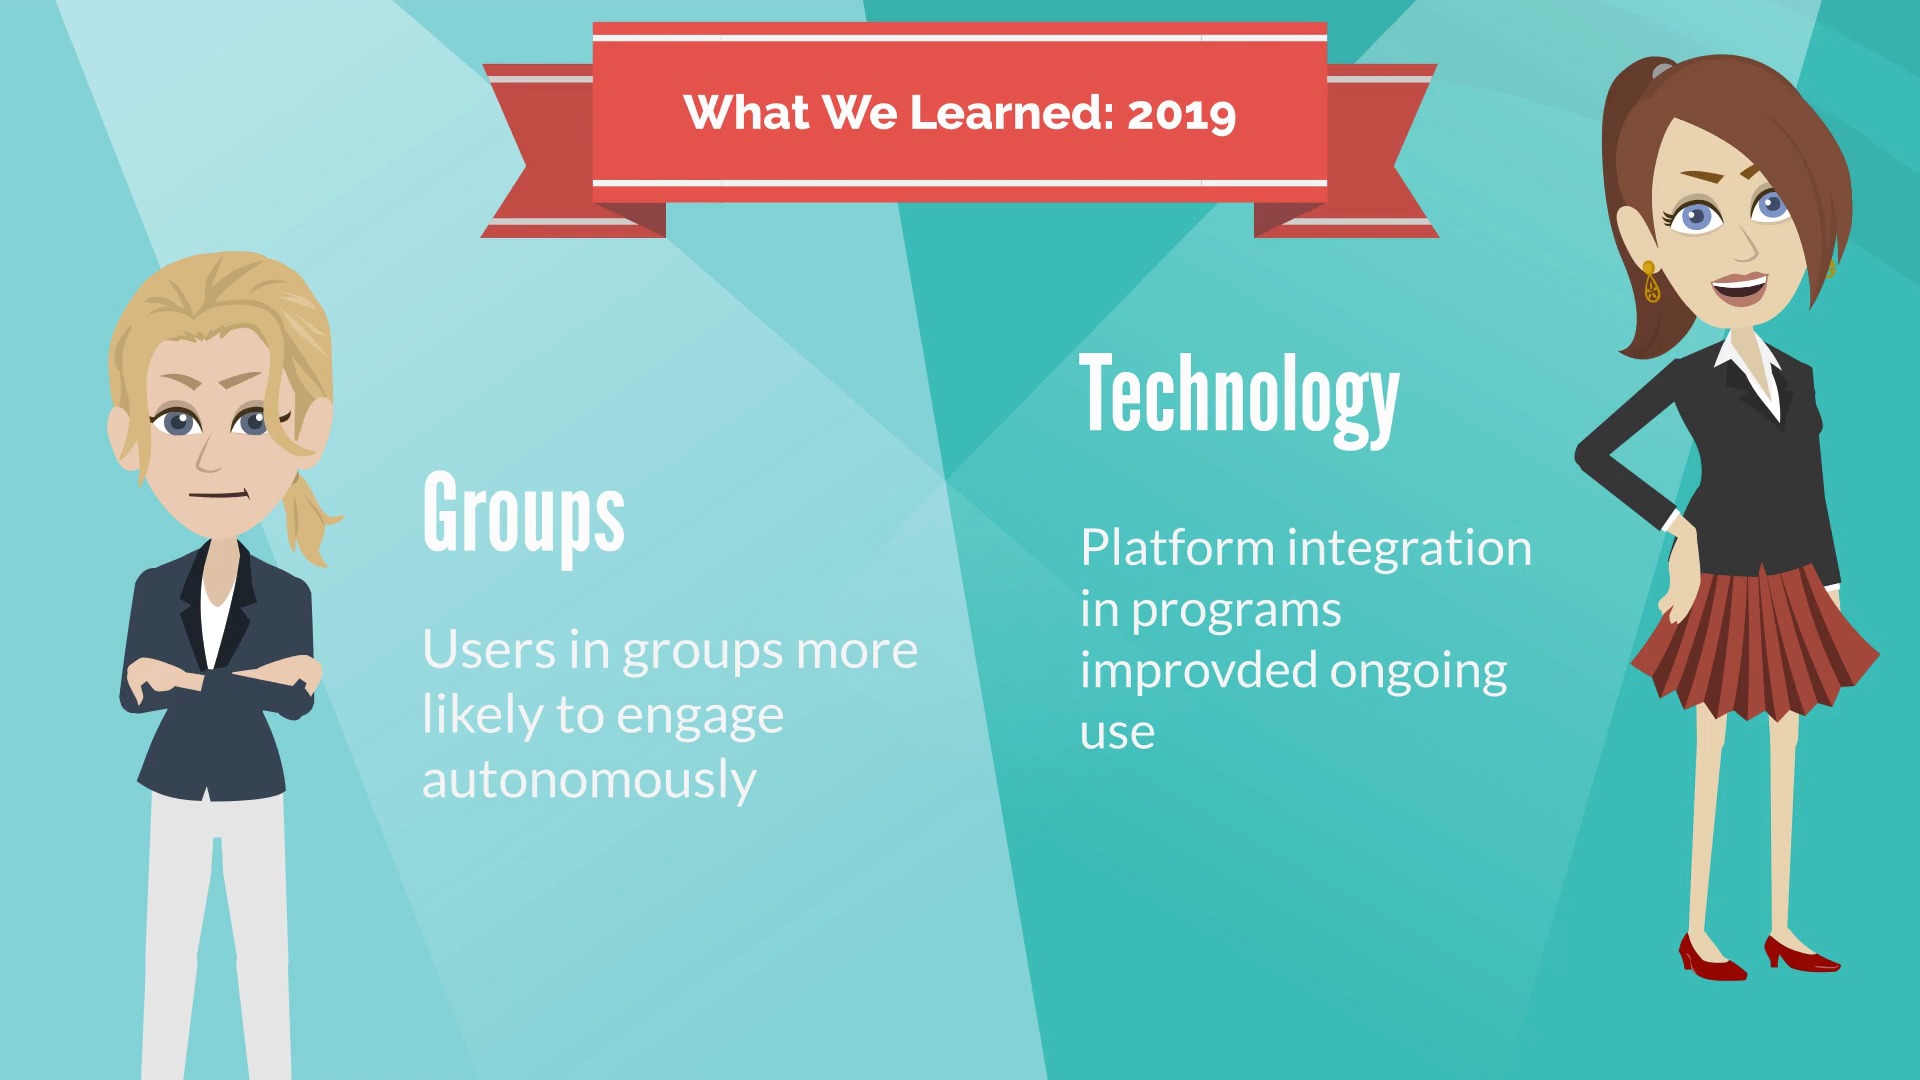 What We Learned: 2019
Groups
Users in groups more
likely to engage
autonomously
Technology
Platform integration
in programs
improvded ongoing
use